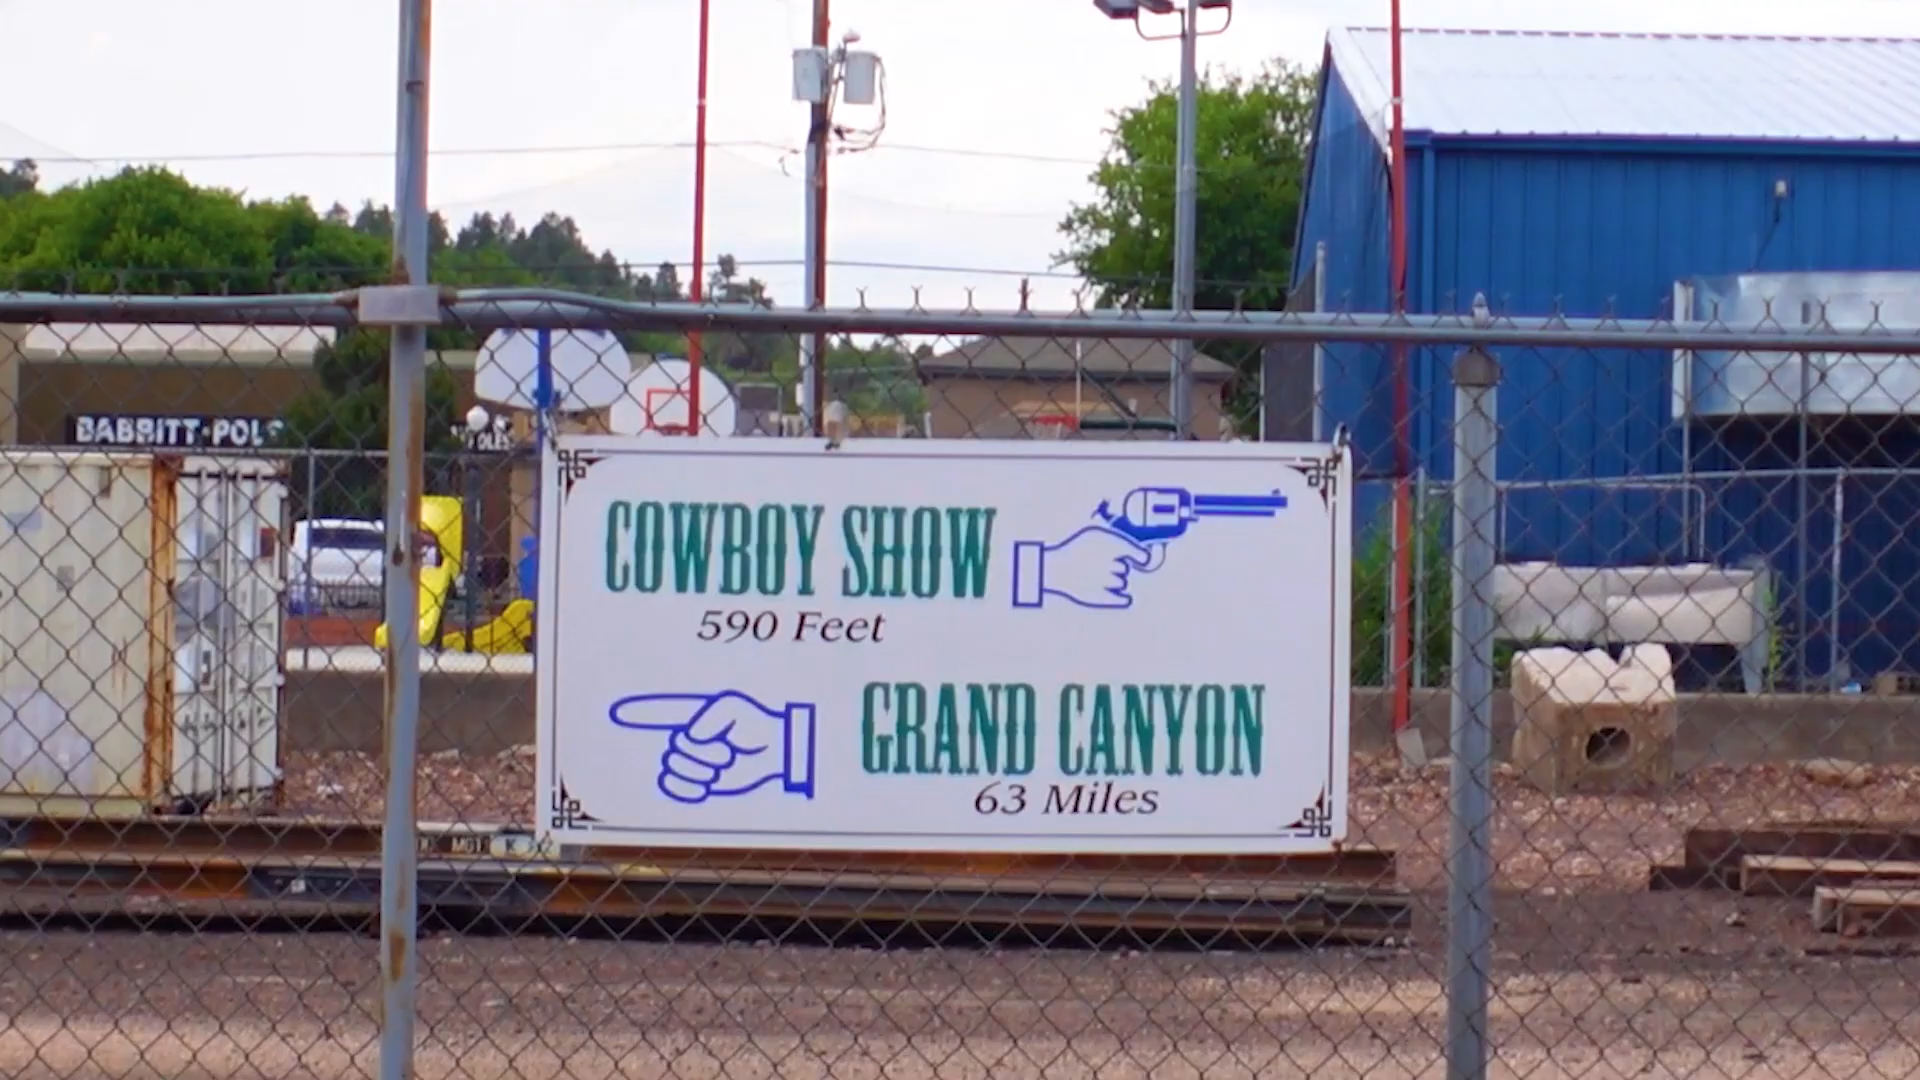 BABBITT·POL
COWBOY SHOW
590 Feet
GRAND CANYON
63 Miles